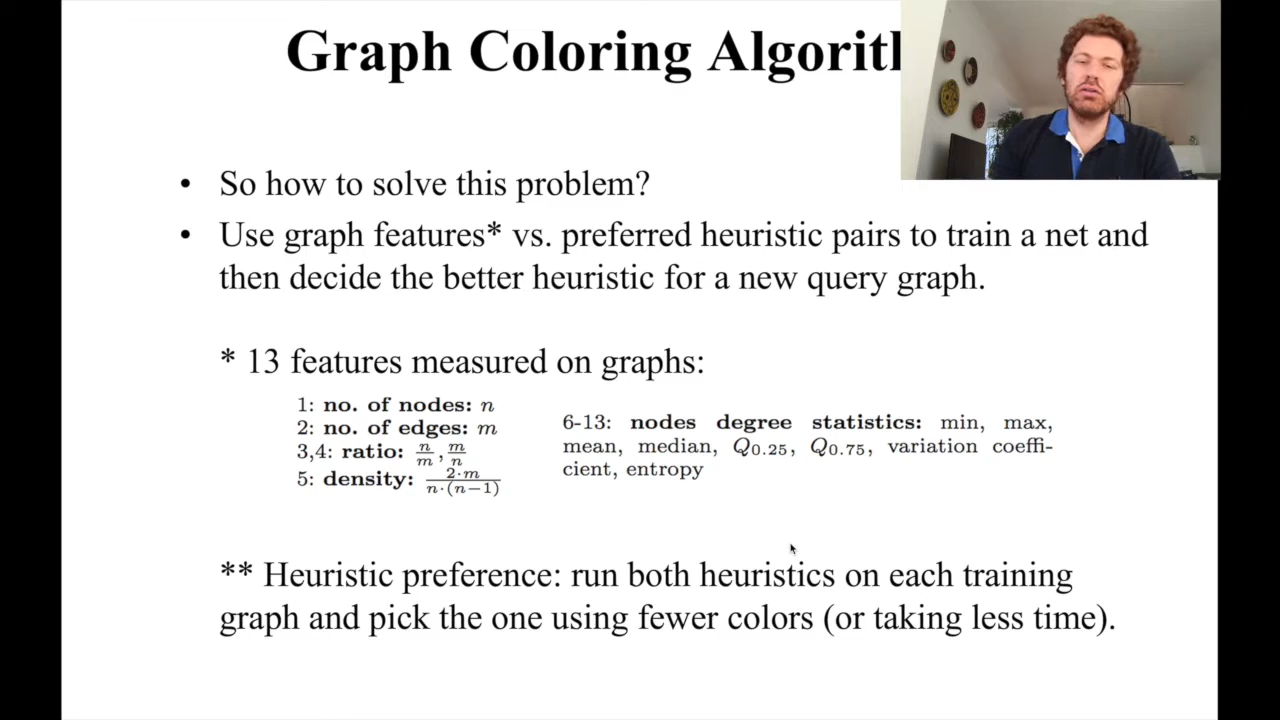 Graph Coloring Algorith
• So how to solve this problem?
• Use graph features* vs. preferred heuristic pairs to train a net and
then decide the better heuristic for a new query graph.
* 13 features measured on graphs:
1: no. of nodes: n
2: no. of edges: m
3,4: ratio: n/m, m/n
5: density: 2·m/n·(n−1)
6-13: nodes degree statistics: min, max,
mean, median, Q0.25, Q0.75, variation coeffi-
cient, entropy
** Heuristic preference: run both heuristics on each training
graph and pick the one using fewer colors (or taking less time).